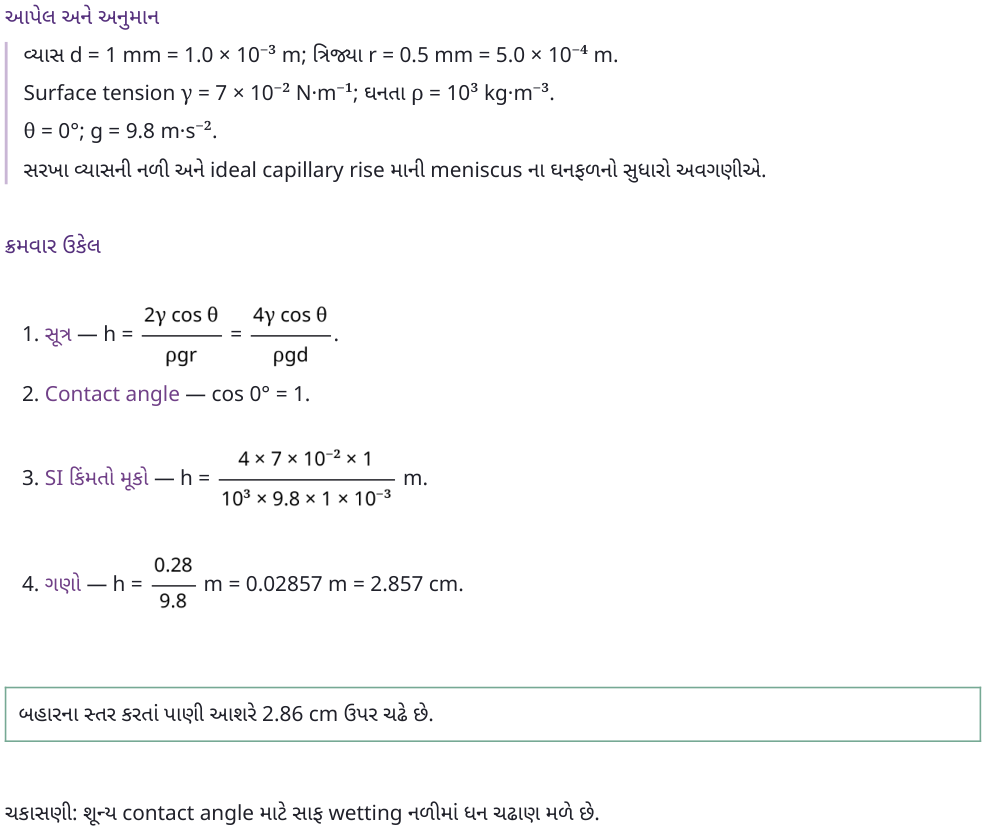 આપેલ અને અનુમાન
વ્યાસ d = 1 mm = 1.0 × 10⁻³ m; ત્રિજ્યા r = 0.5 mm = 5.0 × 10⁻⁴ m.
Surface tension γ = 7 × 10⁻² N·m⁻¹; ઘનતા ρ = 10³ kg·m⁻³.
θ = 0°; g = 9.8 m·s⁻².
સરખા વ્યાસની નળી અને ideal capillary rise માની meniscus ના ઘનફળનો સુધારો અવગણીએ.
ક્રમવાર ઉકેલ
1. સૂત્ર — h = 2γ cos θ / ρgr = 4γ cos θ / ρgd.
2. Contact angle — cos 0° = 1.
3. SI કિંમતો મૂકો — h = 4 × 7 × 10⁻² × 1 / 10³ × 9.8 × 1 × 10⁻³ m.
4. ગણો — h = 0.28 / 9.8 m = 0.02857 m = 2.857 cm.
બહારના સ્તર કરતાં પાણી આશરે 2.86 cm ઉપર ચઢે છે.
ચકાસણી: શૂન્ય contact angle માટે સાફ wetting નળીમાં ધન ચઢાણ મળે છે.